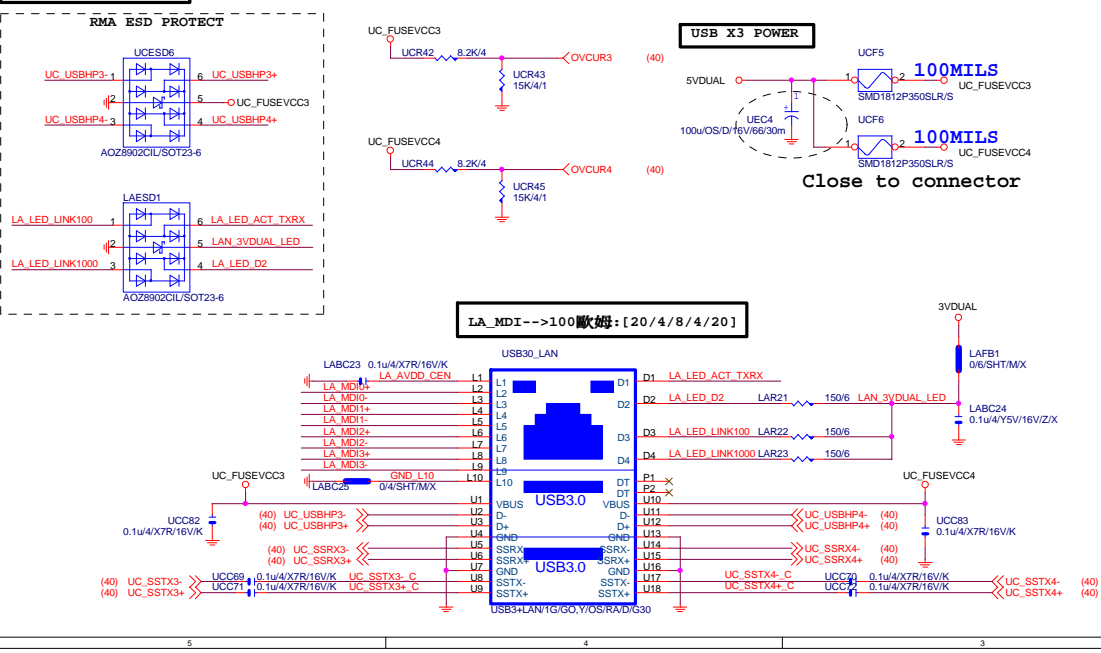 RMA ESD PROTECT
UCESD6
UC_USBHP3- 1
6 UC_USBHP3+
2
5 UC_FUSEVCC3
UC_USBHP4- 3
4 UC_USBHP4+
AOZ8902CIL/SOT23-6
LAESD1
LA_LED_LINK100 1
6 LA_LED_ACT_TXRX
2
5 LAN_3VDUAL_LED
LA_LED_LINK1000 3
4 LA_LED_D2
AOZ8902CIL/SOT23-6
UC_FUSEVCC3
UCR42 8.2K/4
OVCUR3 (40)
UCR43
15K/4/1
UC_FUSEVCC4
UCR44 8.2K/4
OVCUR4 (40)
UCR45
15K/4/1
USB X3 POWER
UCF5
5VDUAL
1 2
100MILS
UC_FUSEVCC3
SMD1812P350SLR/S
1
+
UEC4
100u/OS/D/16V/66/30m
UCF6
1 2
100MILS
UC_FUSEVCC4
SMD1812P350SLR/S
Close to connector
LA_MDI-->100歐姆:[20/4/8/4/20]
3VDUAL
LAFB1
0/6/SHT/M/X
LABC24
0.1u/4/Y5V/16V/Z/X
USB30_LAN
LABC23 0.1u/4/X7R/16V/K
LA_AVDD_CEN L1 L1
LA_MDI0+ L2 L2
LA_MDI0- L3 L3
LA_MDI1+ L4 L4
LA_MDI1- L5 L5
LA_MDI2+ L6 L6
LA_MDI2- L7 L7
LA_MDI3+ L8 L8
LA_MDI3- L9 L9
GND_L10 L10 L10
LABC25 0/4/SHT/M/X
D1 D1 LA_LED_ACT_TXRX
D2 D2 LA_LED_D2 LAR21 150/6 LAN_3VDUAL_LED
D3 D3 LA_LED_LINK100 LAR22 150/6
D4 D4 LA_LED_LINK1000 LAR23 150/6
DT P1
DT P2
UC_FUSEVCC3
UCC82
0.1u/4/X7R/16V/K
U1 VBUS
(40) UC_USBHP3- U2 D-
(40) UC_USBHP3+ U3 D+
U4 GND
(40) UC_SSRX3- U5 SSRX-
(40) UC_SSRX3+ U6 SSRX+
U7 GND
(40) UC_SSTX3- UCC69 0.1u/4/X7R/16V/K UC_SSTX3-_C U8 SSTX-
(40) UC_SSTX3+ UCC71 0.1u/4/X7R/16V/K UC_SSTX3+_C U9 SSTX+
USB3.0
USB3.0
UC_FUSEVCC4
UCC83
0.1u/4/X7R/16V/K
VBUS U10
D- U11 UC_USBHP4- (40)
D+ U12 UC_USBHP4+ (40)
GND U13
SSRX- U14 UC_SSRX4- (40)
SSRX+ U15 UC_SSRX4+ (40)
GND U16
SSTX- U17 UC_SSTX4-_C UCC70 0.1u/4/X7R/16V/K UC_SSTX4- (40)
SSTX+ U18 UC_SSTX4+_C 0.1u/4/X7R/16V/K UC_SSTX4+ (40)
USB3+LAN/1G/GO,Y/OS/RA/D/G30
5 4 3